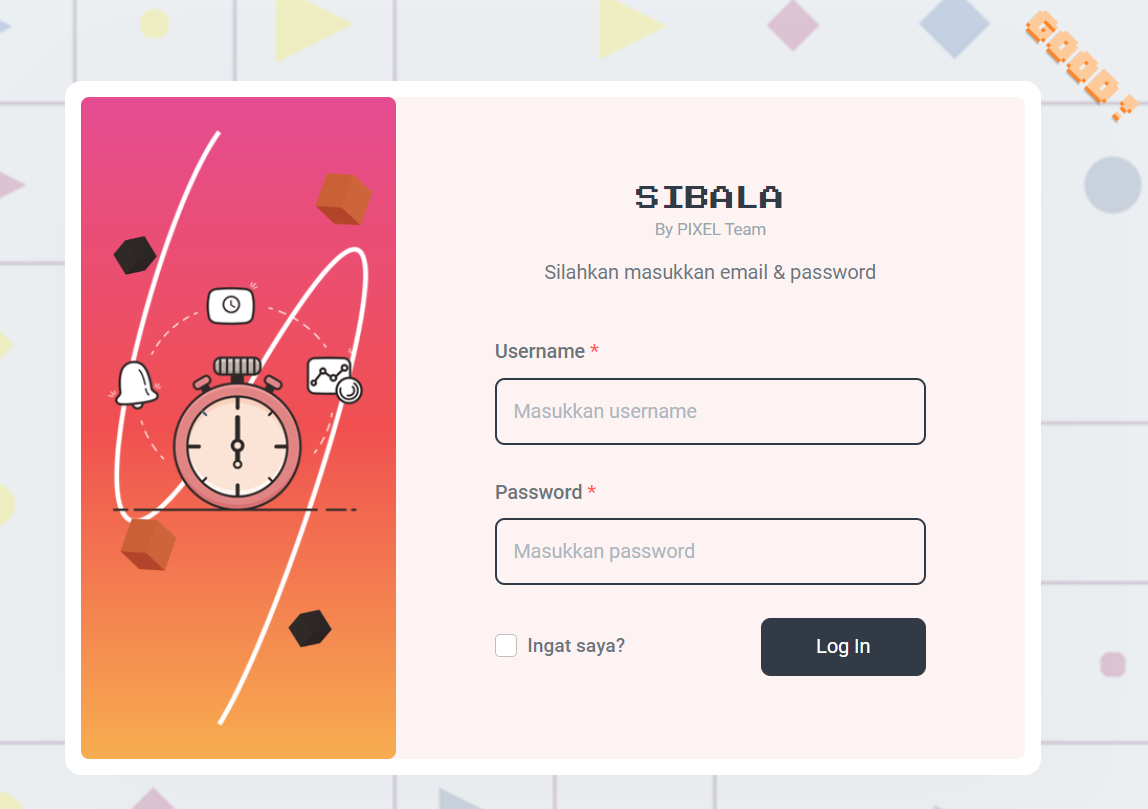 GOOD!
SIBALA
By PIXEL Team
Silahkan masukkan email & password
Username *
Masukkan username
Password *
Masukkan password
Ingat saya?
Log In